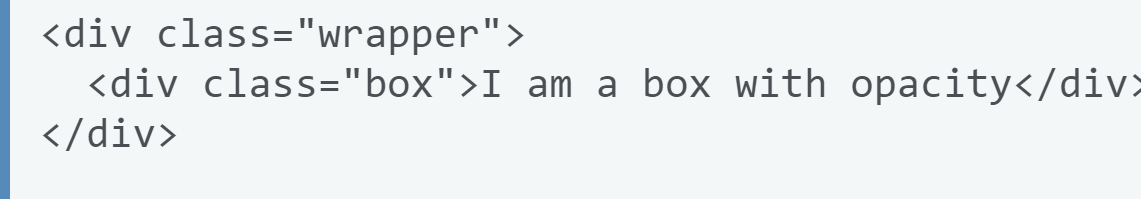 <div class="wrapper">
  <div class="box">I am a box with opacity</div>
</div>